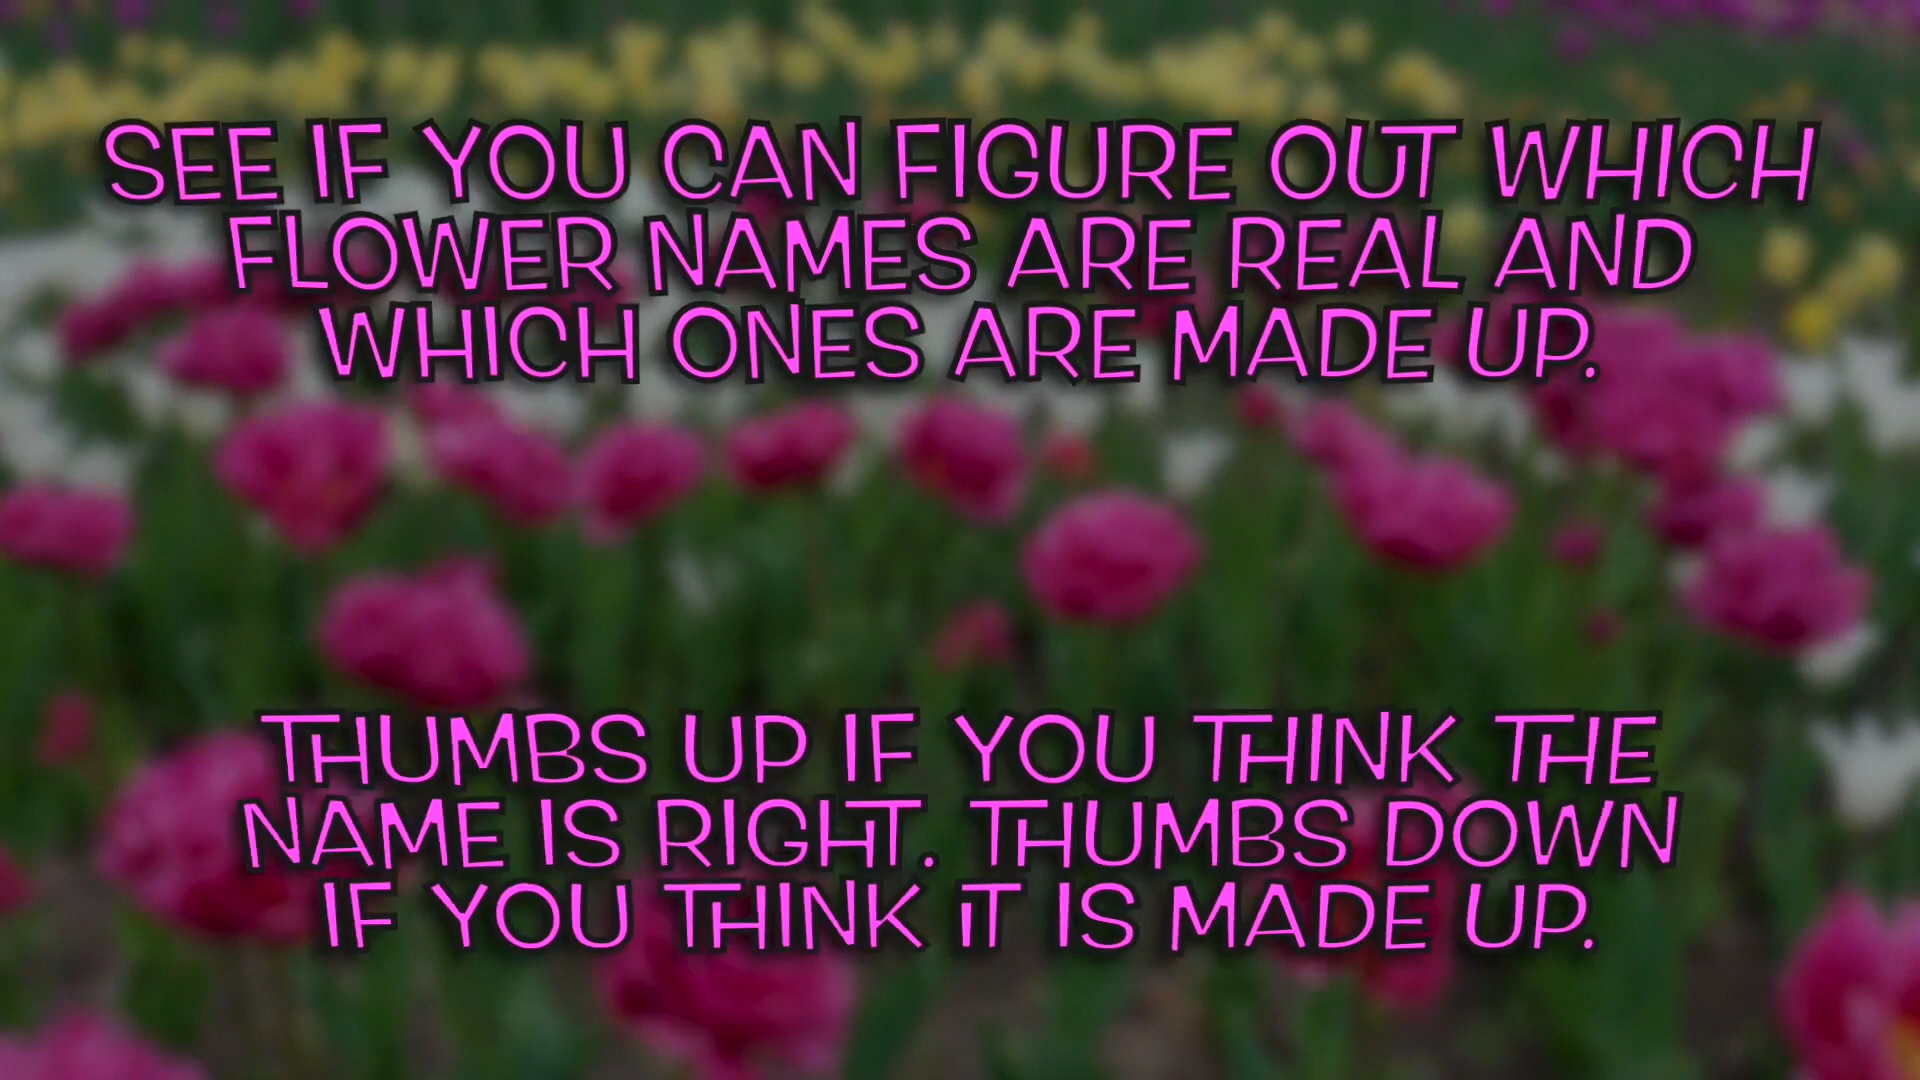 SEE IF YOU CAN FIGURE OUT WHICH
FLOWER NAMES ARE REAL AND
WHICH ONES ARE MADE UP.
THUMBS UP IF YOU THINK THE
NAME IS RIGHT. THUMBS DOWN
IF YOU THINK IT IS MADE UP.